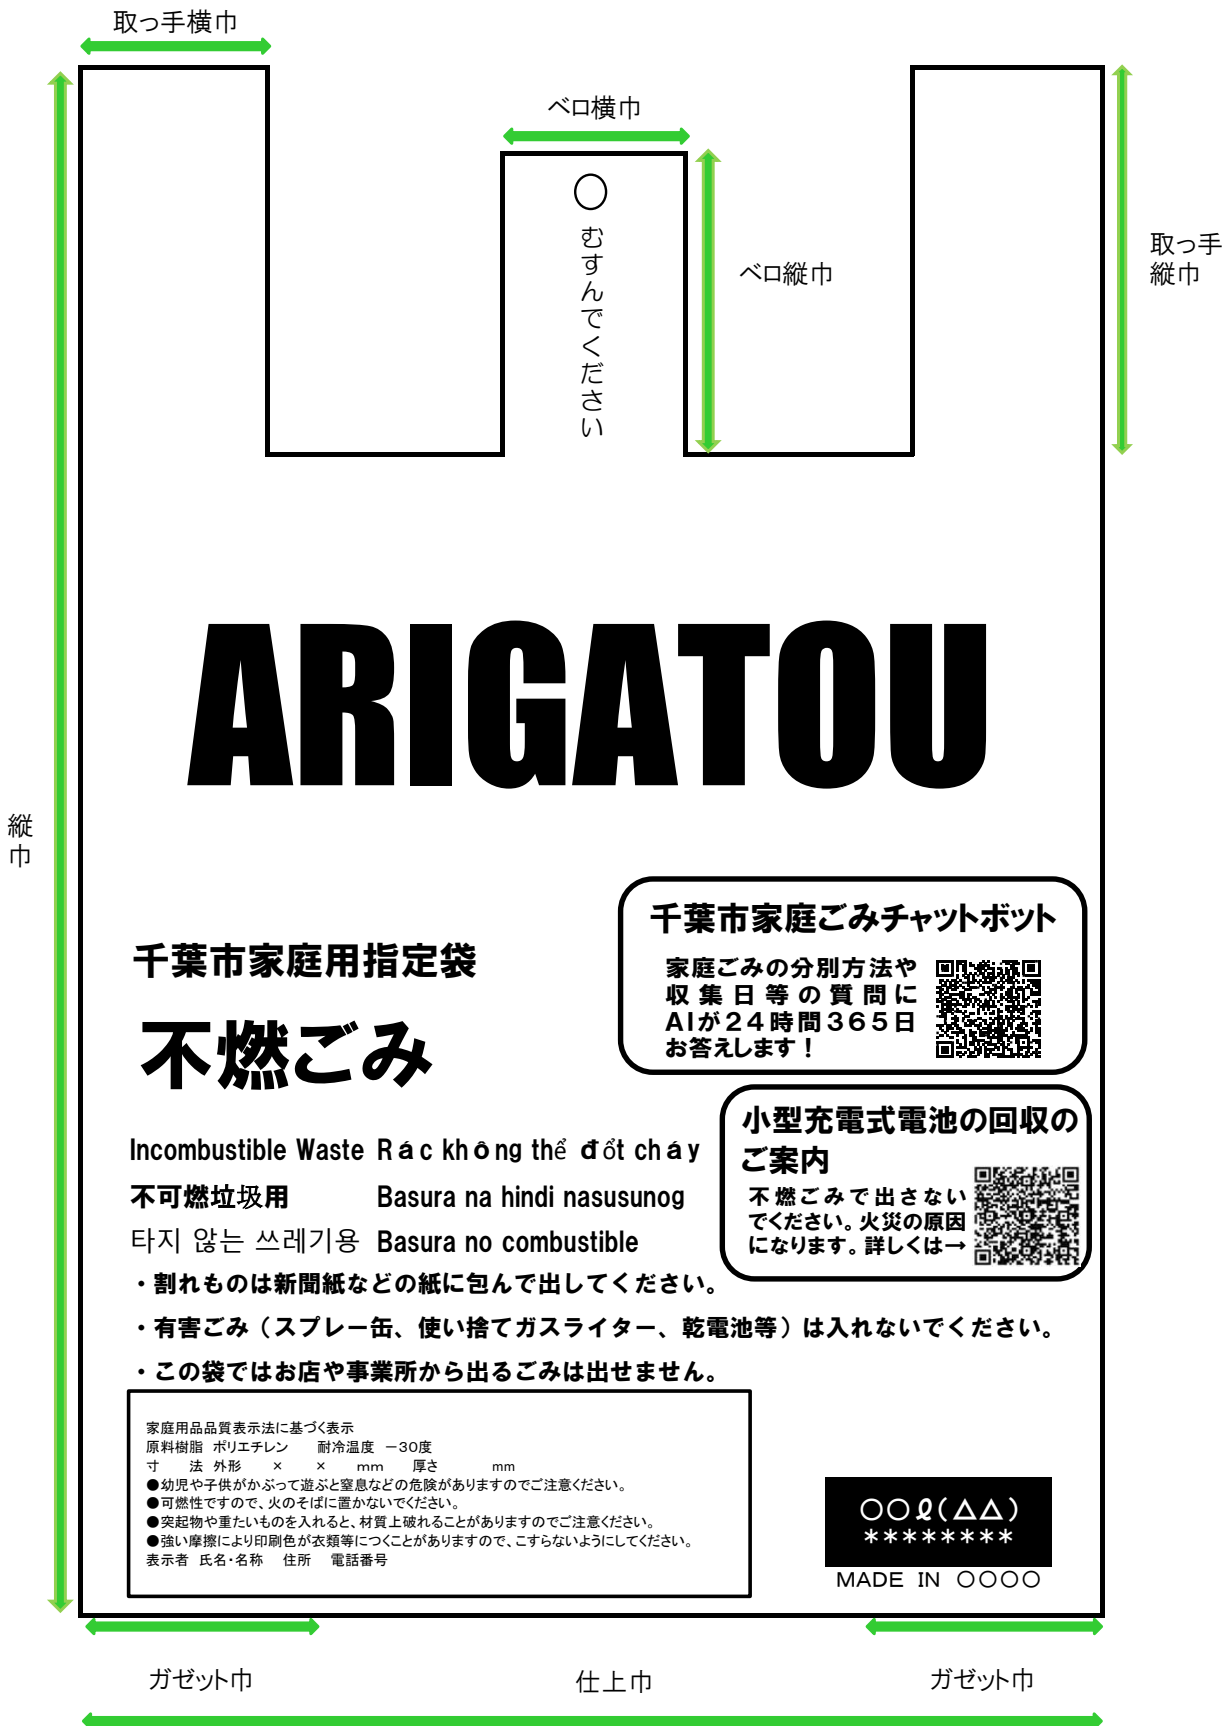 取っ手横巾
ベロ横巾
むすんでください
ベロ縦巾
取っ手
縦巾
ARIGATOU
縦
巾
千葉市家庭ごみチャットボット
家庭ごみの分別方法や
収集日等の質問に
AIが24時間365日
お答えします！
千葉市家庭用指定袋
不燃ごみ
小型充電式電池の回収の
ご案内
不燃ごみで出さない
でください。火災の原因
になります。詳しくは→
Incombustible Waste Rác không thể đốt cháy
不可燃垃圾用 Basura na hindi nasusunog
타지 않는 쓰레기용 Basura no combustible
・割れものは新聞紙などの紙に包んで出してください。
・有害ごみ（スプレー缶、使い捨てガスライター、乾電池等）は入れないでください。
・この袋ではお店や事業所から出るごみは出せません。
家庭用品品質表示法に基づく表示
原料樹脂 ポリエチレン 耐冷温度 －30度
寸 法 外形 × × mm 厚さ mm
●幼児や子供がかぶって遊ぶと窒息などの危険がありますのでご注意ください。
●可燃性ですので、火のそばに置かないでください。
●突起物や重たいものを入れると、材質上破れることがありますのでご注意ください。
●強い摩擦により印刷色が衣類等につくことがありますので、こすらないようにしてください。
表示者 氏名・名称 住所 電話番号
○○ℓ(△△)
********
MADE IN ○○○○
ガゼット巾
仕上巾
ガゼット巾